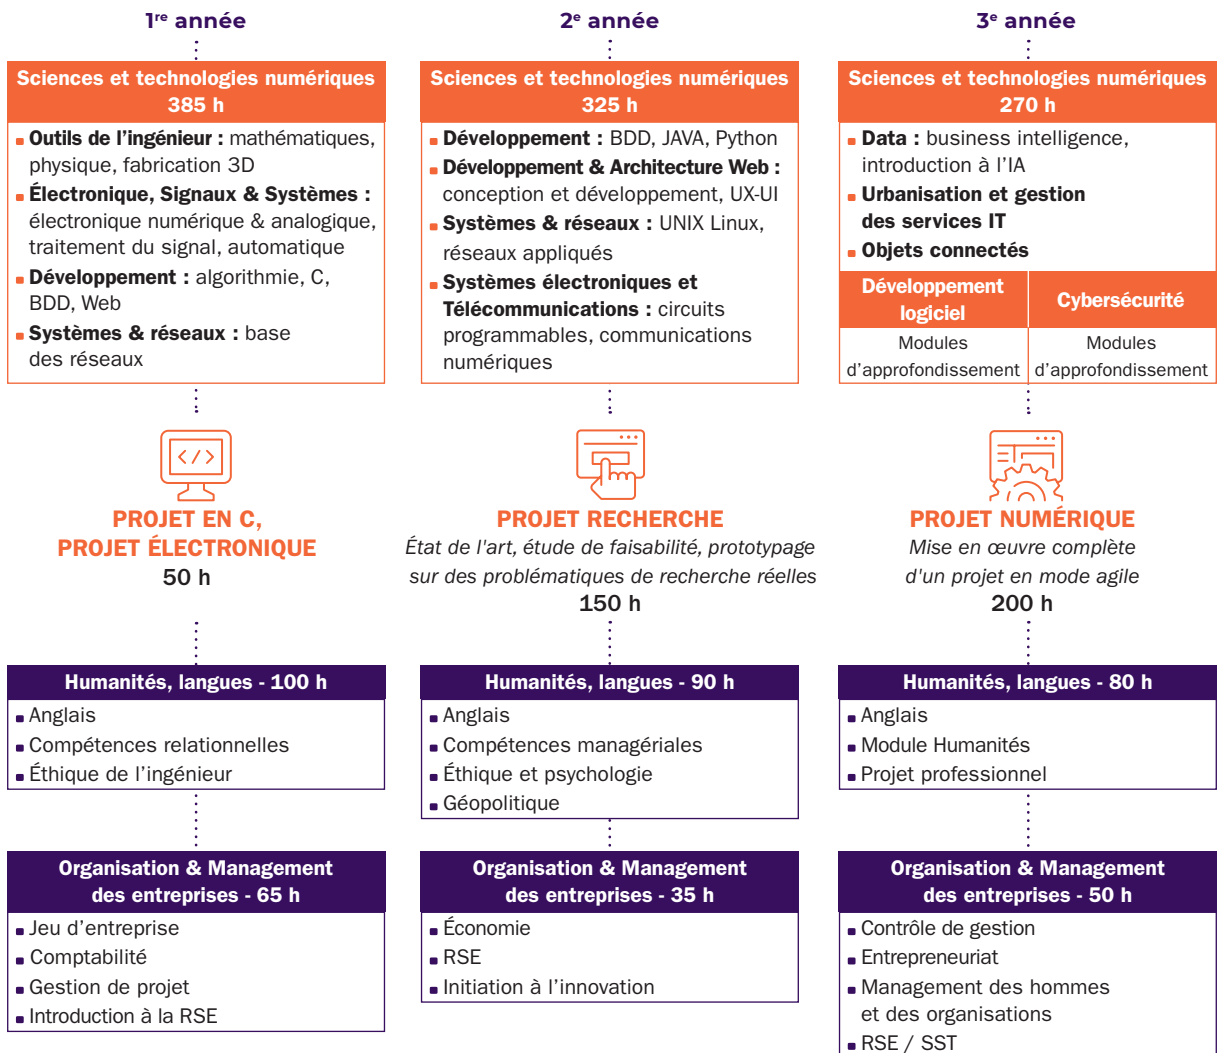 1re année
Sciences et technologies numériques
385 h
Outils de l'ingénieur : mathématiques,
physique, fabrication 3D
Électronique, Signaux & Systèmes :
électronique numérique & analogique,
traitement du signal, automatique
Développement : algorithmie, C,
BDD, Web
Systèmes & réseaux : base
des réseaux
</>
PROJET EN C,
PROJET ÉLECTRONIQUE
50 h
Humanités, langues - 100 h
Anglais
Compétences relationnelles
Éthique de l'ingénieur
Organisation & Management
des entreprises - 65 h
Jeu d'entreprise
Comptabilité
Gestion de projet
Introduction à la RSE
2e année
Sciences et technologies numériques
325 h
Développement : BDD, JAVA, Python
Développement & Architecture Web :
conception et développement, UX-UI
Systèmes & réseaux : UNIX Linux,
réseaux appliqués
Systèmes électroniques et
Télécommunications : circuits
programmables, communications
numériques
PROJET RECHERCHE
État de l'art, étude de faisabilité, prototypage
sur des problématiques de recherche réelles
150 h
Humanités, langues - 90 h
Anglais
Compétences managériales
Éthique et psychologie
Géopolitique
Organisation & Management
des entreprises - 35 h
Économie
RSE
Initiation à l'innovation
3e année
Sciences et technologies numériques
270 h
Data : business intelligence,
introduction à l'IA
Urbanisation et gestion
des services IT
Objets connectés
Développement
logiciel
Modules
d'approfondissement
Cybersécurité
Modules
d'approfondissement
PROJET NUMÉRIQUE
Mise en œuvre complète
d'un projet en mode agile
200 h
Humanités, langues - 80 h
Anglais
Module Humanités
Projet professionnel
Organisation & Management
des entreprises - 50 h
Contrôle de gestion
Entrepreneuriat
Management des hommes
et des organisations
RSE / SST